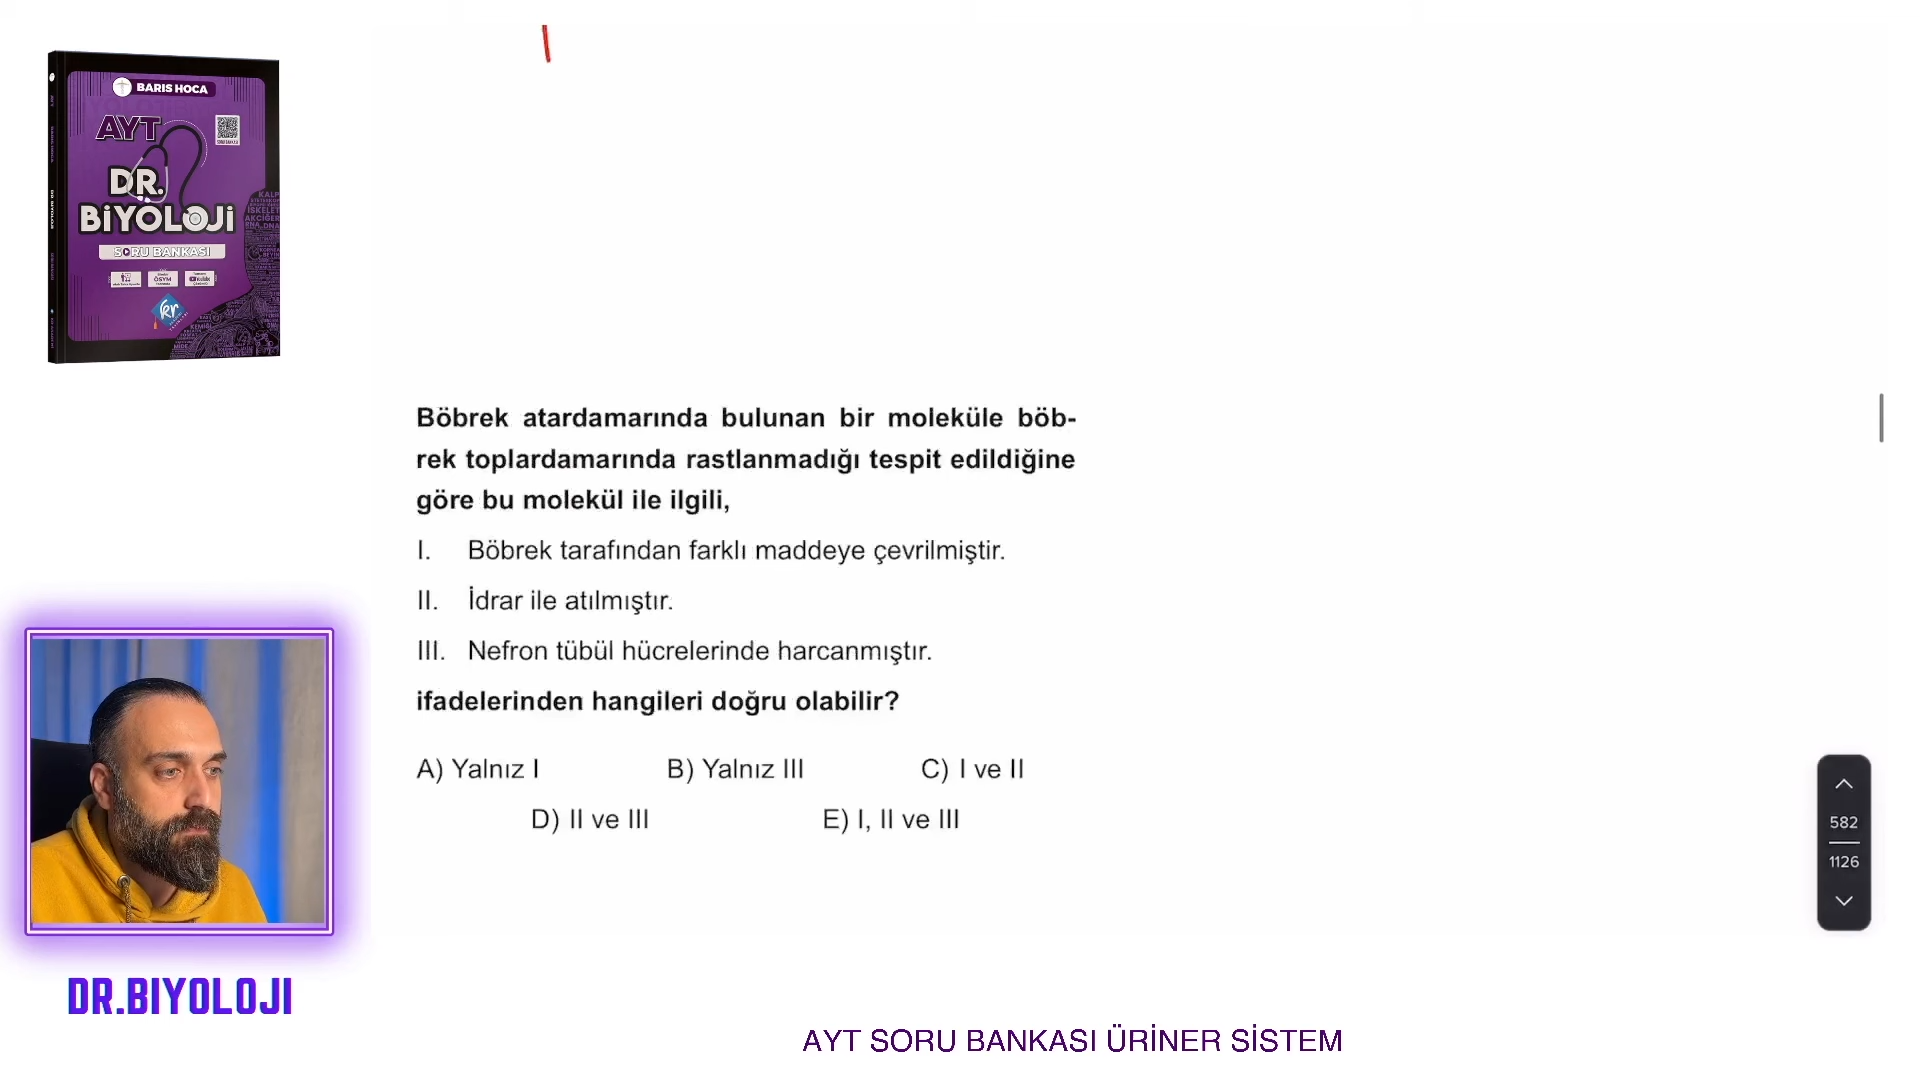 BARIS HOCA
AYT
DR.
BİYOLOJİ
SORU BANKASI
Böbrek atardamarında bulunan bir moleküle böb-
rek toplardamarında rastlanmadığı tespit edildiğine
göre bu molekül ile ilgili,
I. Böbrek tarafından farklı maddeye çevrilmiştir.
II. İdrar ile atılmıştır.
III. Nefron tübül hücrelerinde harcanmıştır.
ifadelerinden hangileri doğru olabilir?
A) Yalnız I B) Yalnız III C) I ve II
D) II ve III E) I, II ve III
582
1126
DR.BIYOLOJI
AYT SORU BANKASI ÜRİNER SİSTEM